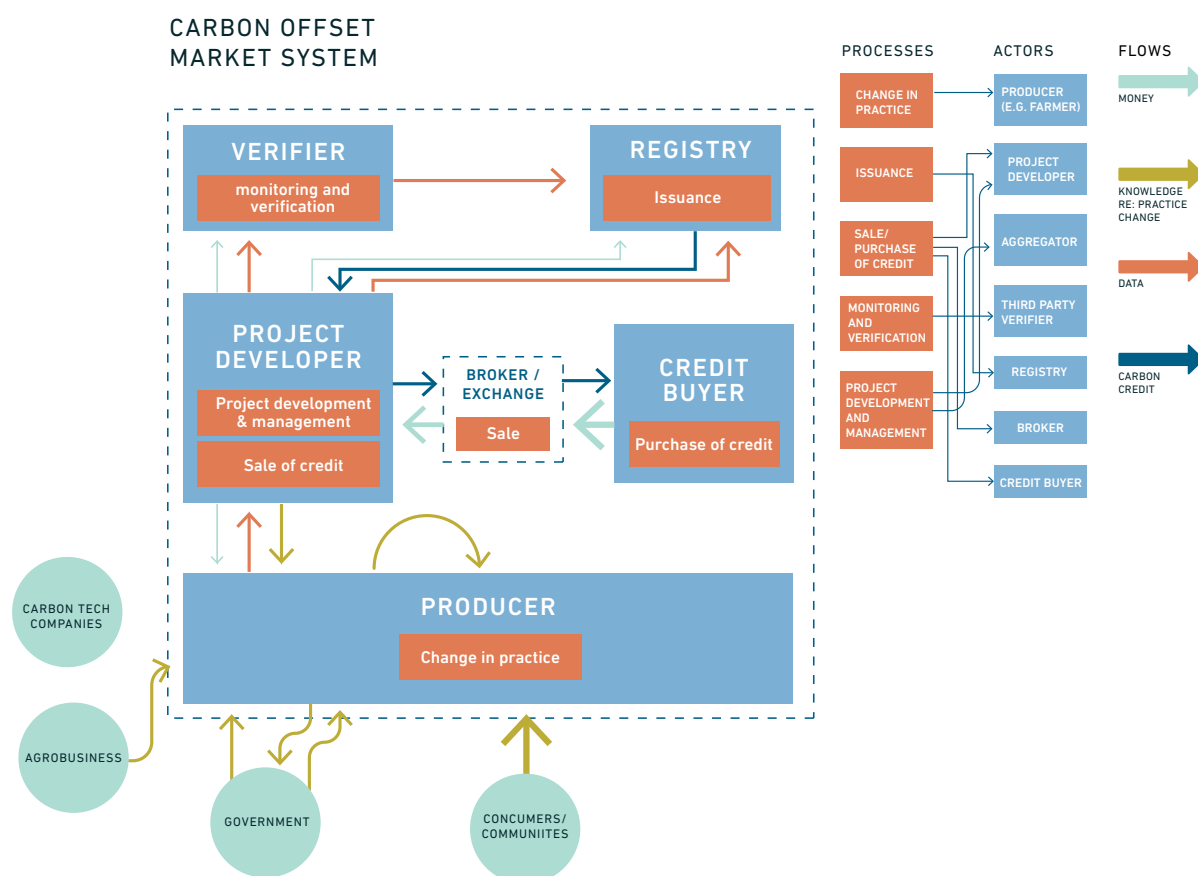 CARBON OFFSET
MARKET SYSTEM
VERIFIER
monitoring and
verification
REGISTRY
Issuance
PROJECT
DEVELOPER
Project development
& management
Sale of credit
BROKER /
EXCHANGE
Sale
CREDIT
BUYER
Purchase of credit
PRODUCER
Change in practice
CARBON TECH
COMPANIES
AGROBUSINESS
GOVERNMENT
CONCUMERS/
COMMUNIITES
PROCESSES
CHANGE IN
PRACTICE
ISSUANCE
SALE/
PURCHASE
OF CREDIT
MONITORING
AND
VERIFICATION
PROJECT
DEVELOPMENT
AND
MANAGEMENT
ACTORS
PRODUCER
(E.G. FARMER)
PROJECT
DEVELOPER
AGGREGATOR
THIRD PARTY
VERIFIER
REGISTRY
BROKER
CREDIT BUYER
FLOWS
MONEY
KNOWLEDGE
RE: PRACTICE
CHANGE
DATA
CARBON
CREDIT